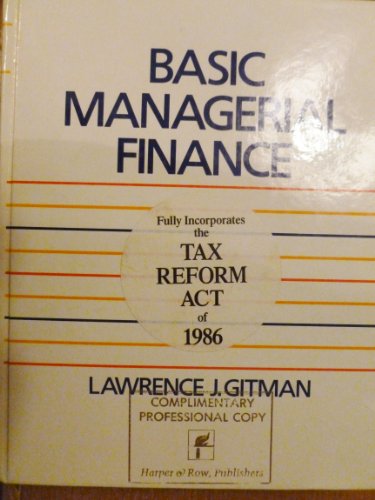 BASIC
MANAGERIAL
FINANCE
Fully Incorporates
the
TAX
REFORM
ACT
of
1986
LAWRENCE J. GITMAN
COMPLIMENTARY
PROFESSIONAL COPY
Harper & Row, Publishers